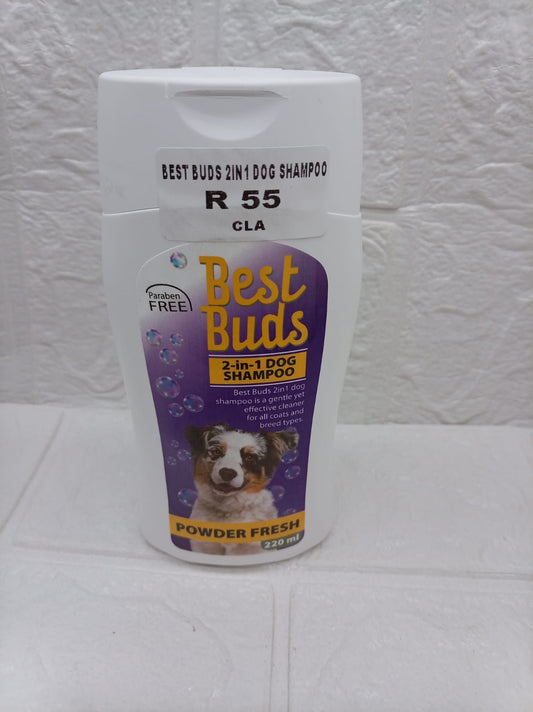 BEST BUDS 2IN1 DOG SHAMPOO
R 55
CLA
Paraben
FREE
Best
Buds
2-in-1 DOG
SHAMPOO
Best Buds 2in1 dog
shampoo is a gentle yet
effective cleaner
for all coats and
breed types.
POWDER FRESH
220 ml